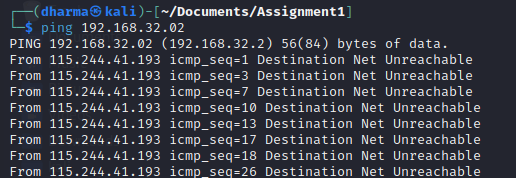 ┌──(dharma㉿kali)-[~/Documents/Assignment1]
└─$ ping 192.168.32.02
PING 192.168.32.02 (192.168.32.2) 56(84) bytes of data.
From 115.244.41.193 icmp_seq=1 Destination Net Unreachable
From 115.244.41.193 icmp_seq=3 Destination Net Unreachable
From 115.244.41.193 icmp_seq=7 Destination Net Unreachable
From 115.244.41.193 icmp_seq=10 Destination Net Unreachable
From 115.244.41.193 icmp_seq=13 Destination Net Unreachable
From 115.244.41.193 icmp_seq=17 Destination Net Unreachable
From 115.244.41.193 icmp_seq=18 Destination Net Unreachable
From 115.244.41.193 icmp_seq=26 Destination Net Unreachable